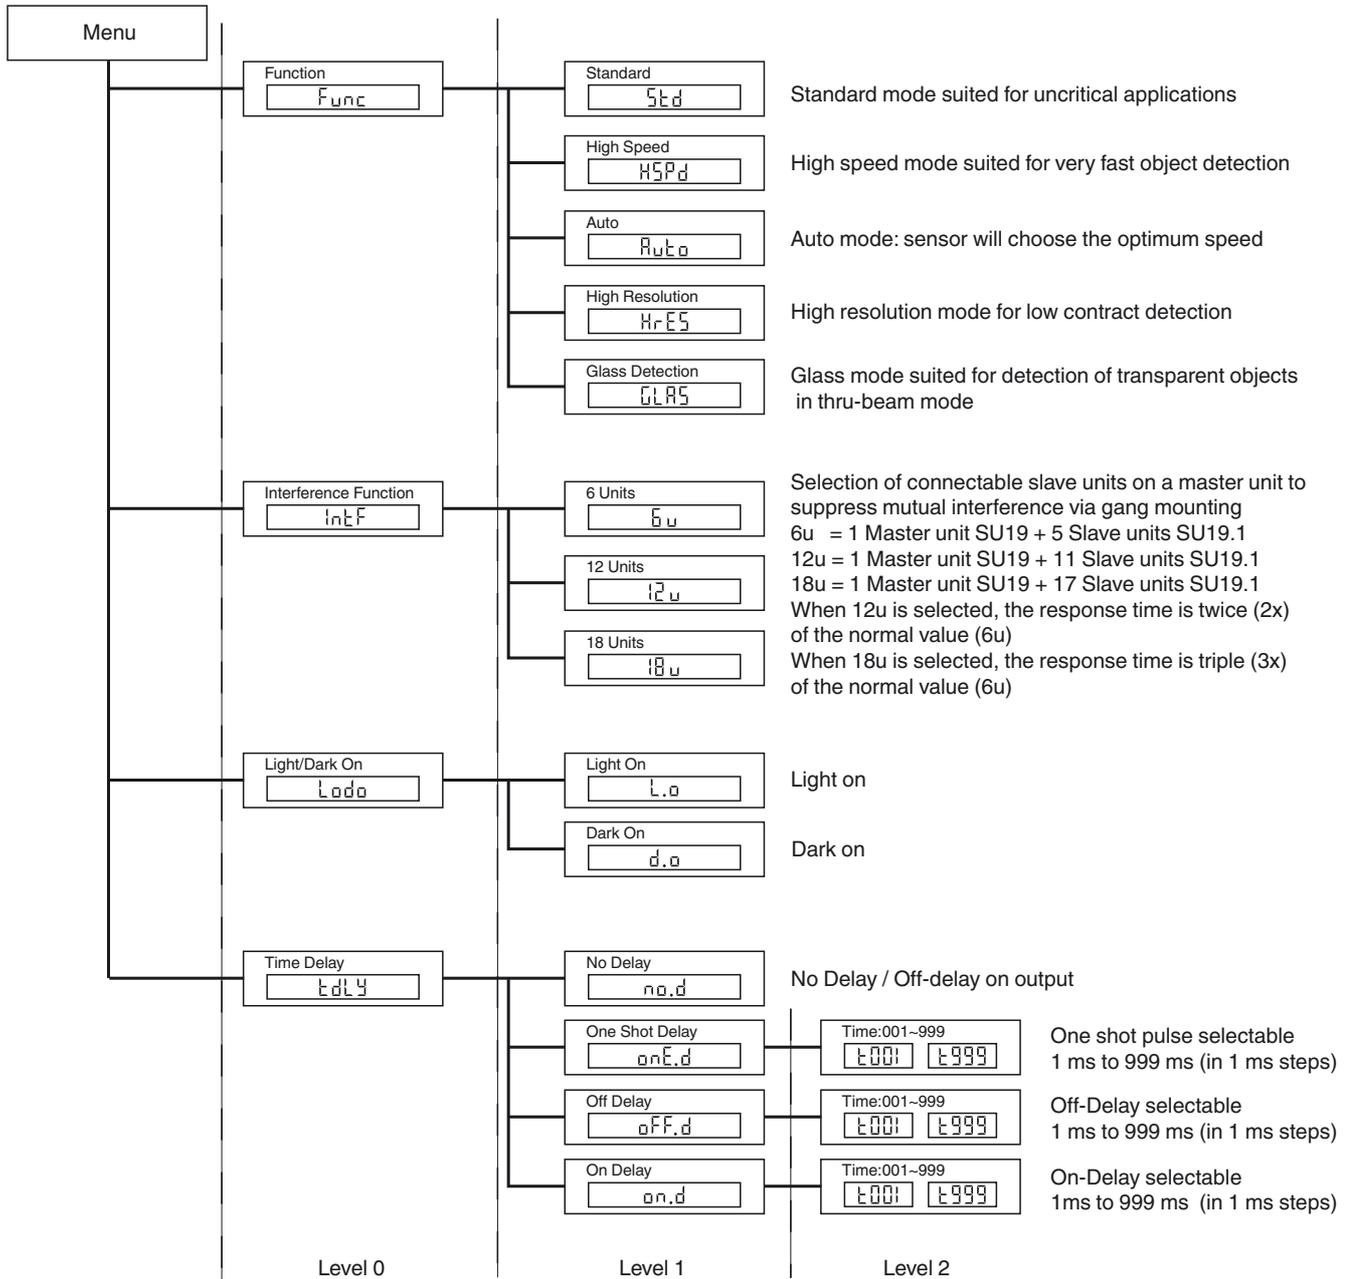 Menu
Function
Func
Standard
Std
Standard mode suited for uncritical applications
High Speed
HSPd
High speed mode suited for very fast object detection
Auto
Auto
Auto mode: sensor will choose the optimum speed
High Resolution
HrES
High resolution mode for low contract detection
Glass Detection
GLAS
Glass mode suited for detection of transparent objects
in thru-beam mode
Interference Function
IntF
6 Units
6u
12 Units
12u
18 Units
18u
Selection of connectable slave units on a master unit to
suppress mutual interference via gang mounting
6u = 1 Master unit SU19 + 5 Slave units SU19.1
12u = 1 Master unit SU19 + 11 Slave units SU19.1
18u = 1 Master unit SU19 + 17 Slave units SU19.1
When 12u is selected, the response time is twice (2x)
of the normal value (6u)
When 18u is selected, the response time is triple (3x)
of the normal value (6u)
Light/Dark On
Lodo
Light On
L.o
Light on
Dark On
d.o
Dark on
Time Delay
tdLY
No Delay
no.d
No Delay / Off-delay on output
One Shot Delay
onE.d
Time:001~999
t001 t999
One shot pulse selectable
1 ms to 999 ms (in 1 ms steps)
Off Delay
oFF.d
Time:001~999
t001 t999
Off-Delay selectable
1 ms to 999 ms (in 1 ms steps)
On Delay
on.d
Time:001~999
t001 t999
On-Delay selectable
1ms to 999 ms (in 1 ms steps)
Level 0
Level 1
Level 2